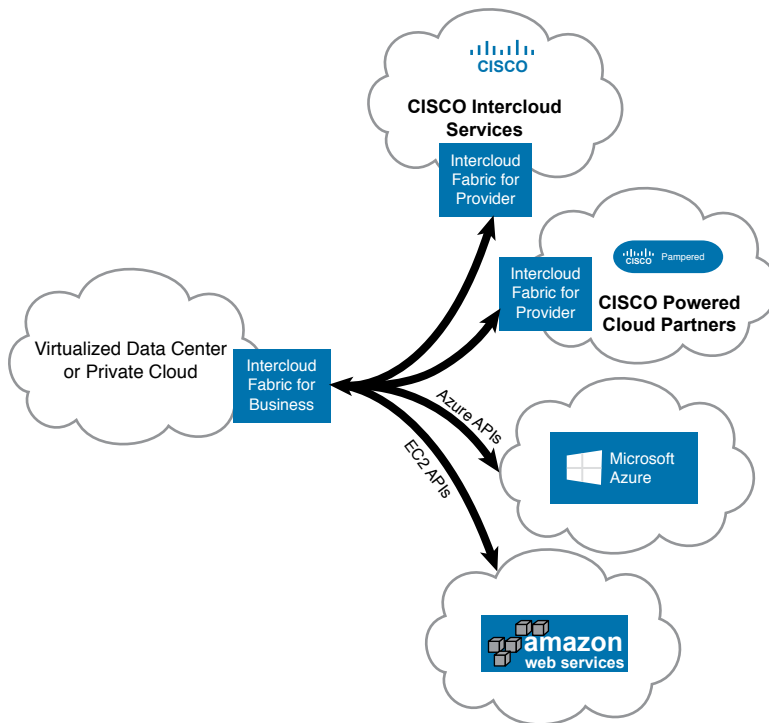 CISCO
CISCO Intercloud
Services
Intercloud
Fabric for
Provider
CISCO Pampered
Intercloud
Fabric for
Provider
CISCO Powered
Cloud Partners
Virtualized Data Center
or Private Cloud
Intercloud
Fabric for
Business
Azure APIs
EC2 APIs
Microsoft
Azure
amazon
web services